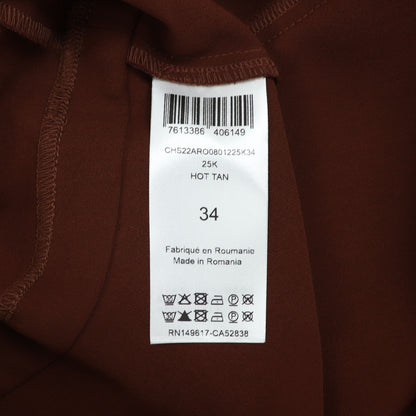 7613386 406149
CHS22ARO0801225K34
25K
HOT TAN
34
Fabriqué en Roumanie
Made in Romania
RN149617-CA52838